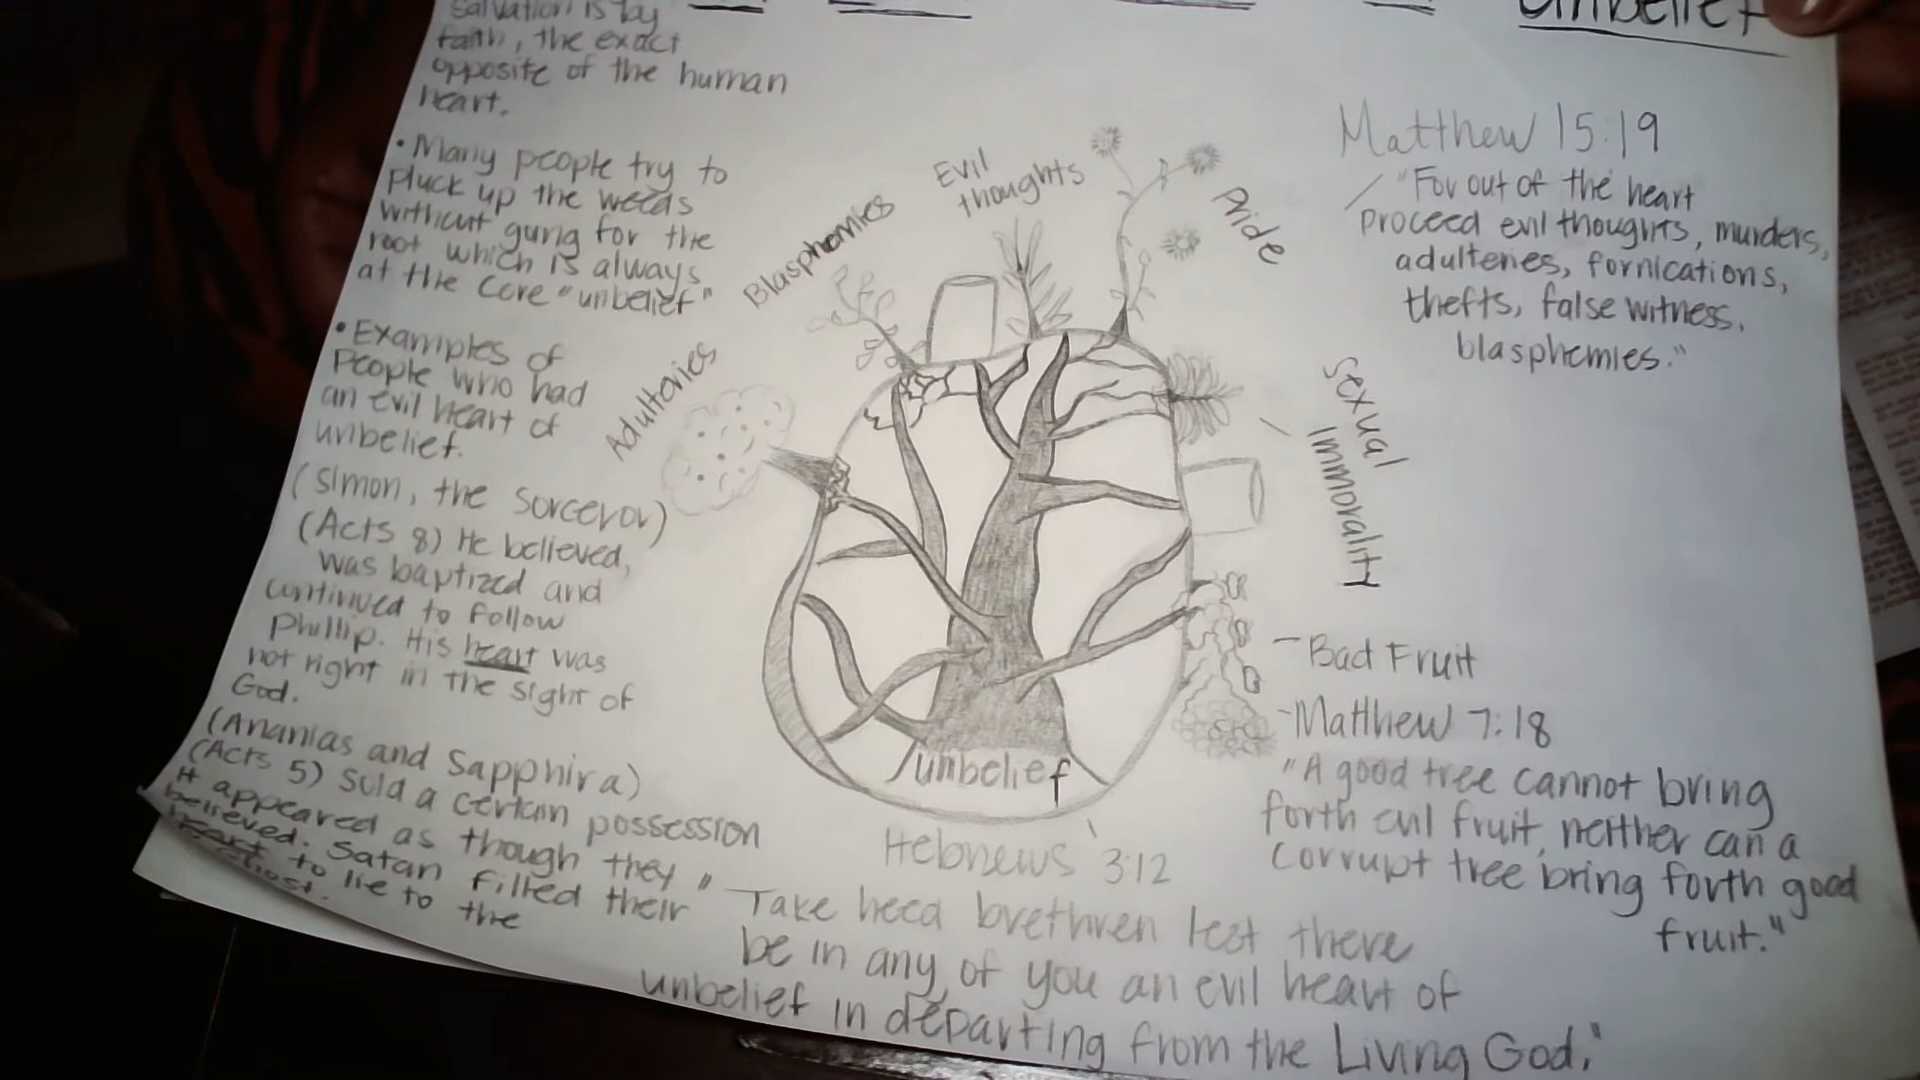 unbelief
salvation is by
faith, the exact
opposite of the human
heart.
• Many people try to
pluck up the weeds
without gung for the
root which is always
at the core "unbelief"
• Examples of
People who had
an evil heart of
unbelief.
(Simon, the Sorceror)
(Acts 8) He believed,
was baptized and
continued to follow
Phillip. His heart was
not right in the sight of
God.
(Ananias and Sapphira)
(Acts 5) Sold a certain possession
It appeared as though they
believed. Satan filled their
heart to lie to the
Adultories
Blasphemies
Evil
thoughts
Pride
Sexual
Immorality
unbelief
Matthew 15:19
"For out of the heart
proceed evil thoughts, murders,
adulteries, fornications,
thefts, false witness,
blasphemies."
- Bad Fruit
- Matthew 7:18
"A good tree cannot bring
forth evil fruit, neither can a
corrupt tree bring forth good
fruit."
Hebrews 3:12
"Take heed brethren lest there
be in any of you an evil heart of
unbelief in departing from the Living God."